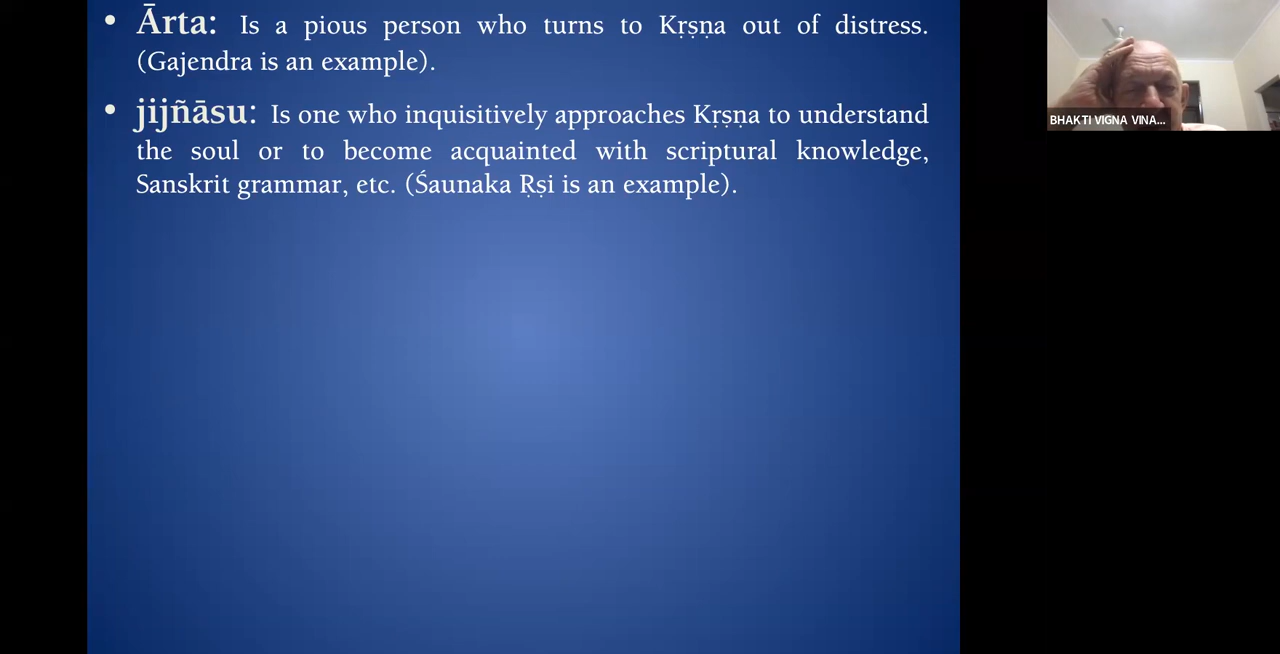 • Ārta: Is a pious person who turns to Kṛṣṇa out of distress.
(Gajendra is an example).
• jijñāsu: Is one who inquisitively approaches Kṛṣṇa to understand
the soul or to become acquainted with scriptural knowledge,
Sanskrit grammar, etc. (Śaunaka Ṛṣi is an example).
BHAKTI VIGNA VINA...